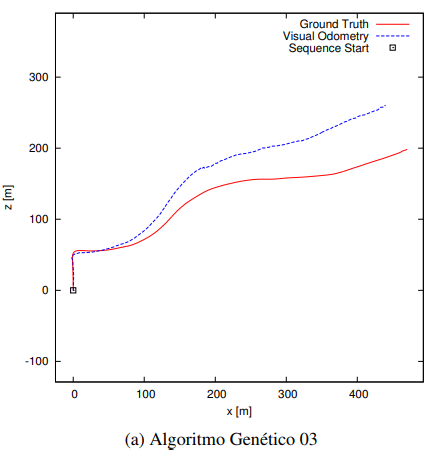 Ground Truth
Visual Odometry
Sequence Start
300
200
100
0
-100
z [m]
0 100 200 300 400
x [m]
(a) Algoritmo Genético 03